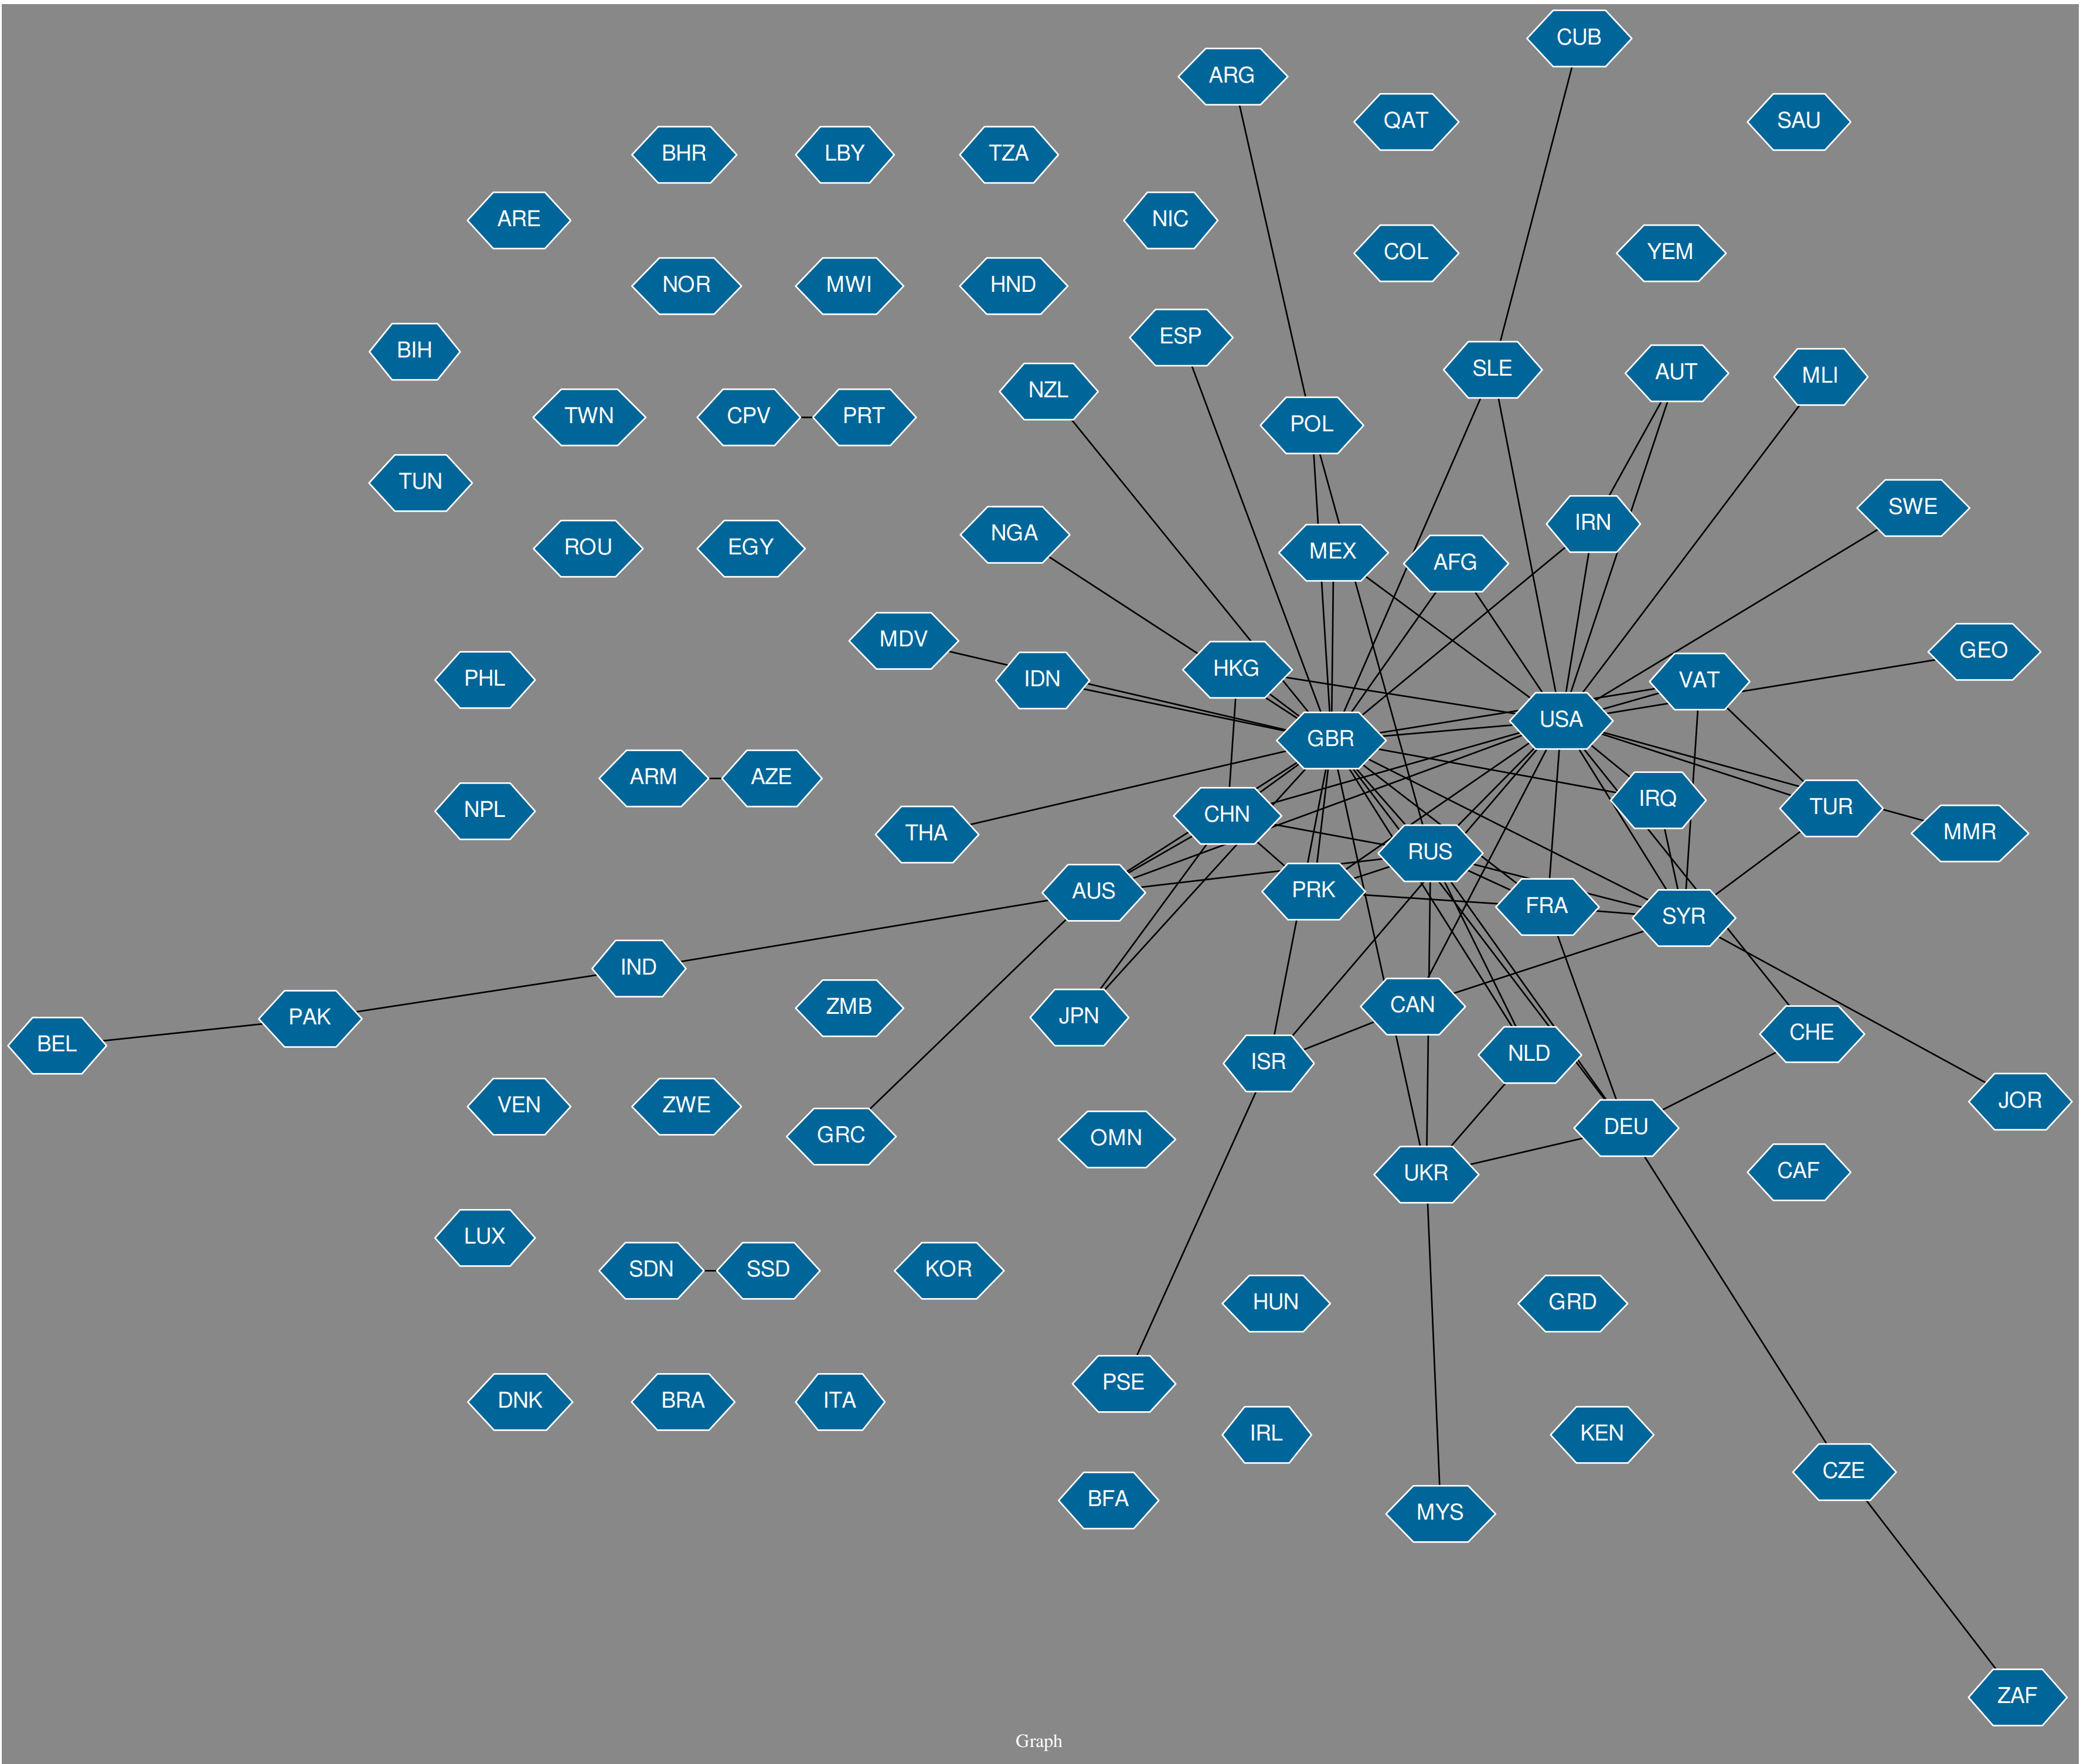 CUB
ARG
QAT
SAU
BHR
LBY
TZA
ARE
NIC
COL
YEM
NOR
MWI
HND
ESP
BIH
SLE
AUT
MLI
NZL
TWN
CPV
PRT
POL
TUN
SWE
IRN
NGA
ROU
EGY
MEX
AFG
MDV
GEO
HKG
PHL
IDN
VAT
USA
GBR
ARM
AZE
IRQ
TUR
NPL
CHN
THA
MMR
RUS
AUS
PRK
FRA
SYR
IND
CAN
ZMB
PAK
JPN
CHE
BEL
NLD
ISR
JOR
VEN
ZWE
DEU
GRC
OMN
UKR
CAF
LUX
SDN
SSD
KOR
HUN
GRD
PSE
DNK
BRA
ITA
IRL
KEN
CZE
BFA
MYS
ZAF
Graph